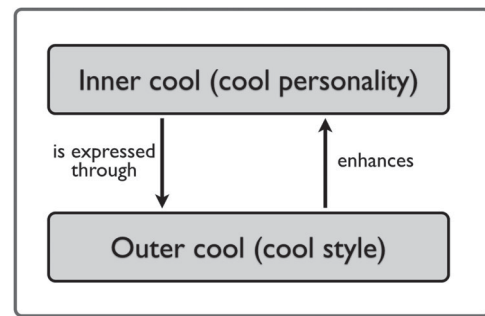 Inner cool (cool personality)
is expressed
through
enhances
Outer cool (cool style)